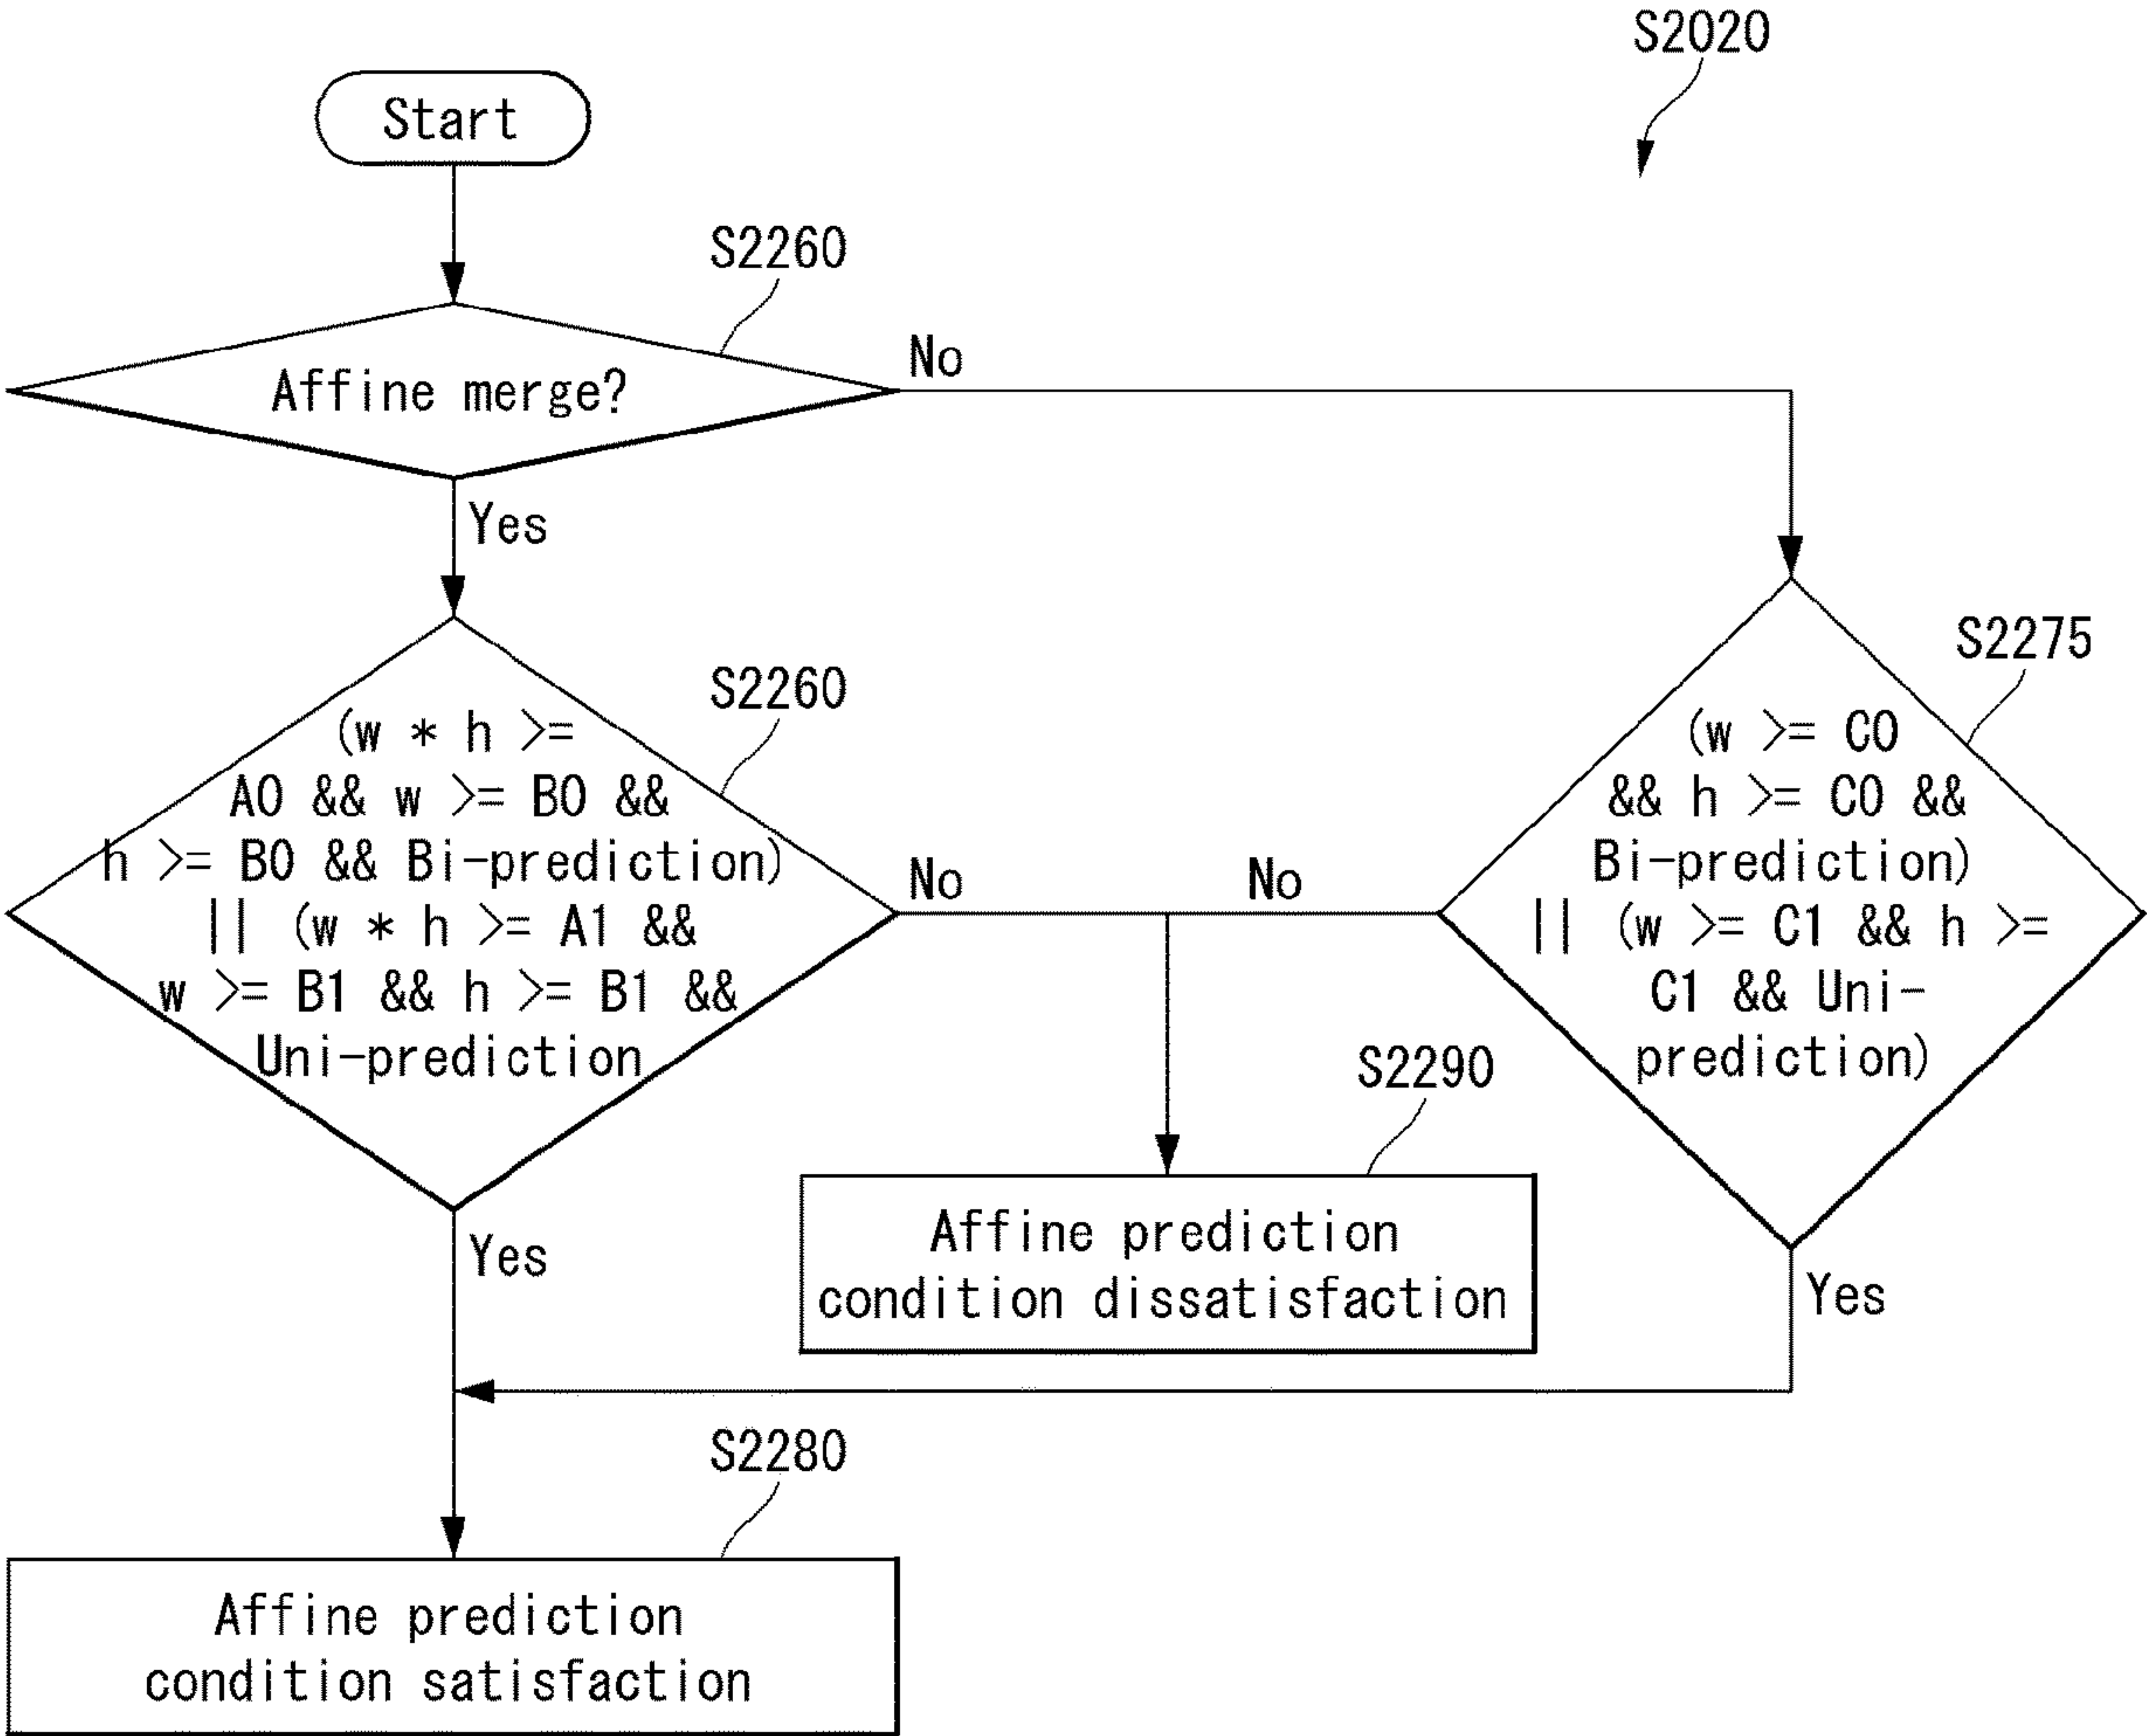 S2020
Start
S2260
Affine merge?
No
Yes
S2260
(w * h >=
A0 && w >= B0 &&
h >= B0 && Bi-prediction)
|| (w * h >= A1 &&
w >= B1 && h >= B1 &&
Uni-prediction
No
No
S2275
(w >= C0
&& h >= C0 &&
Bi-prediction)
|| (w >= C1 && h >=
C1 && Uni-
prediction)
S2290
Affine prediction
condition dissatisfaction
Yes
Yes
S2280
Affine prediction
condition satisfaction